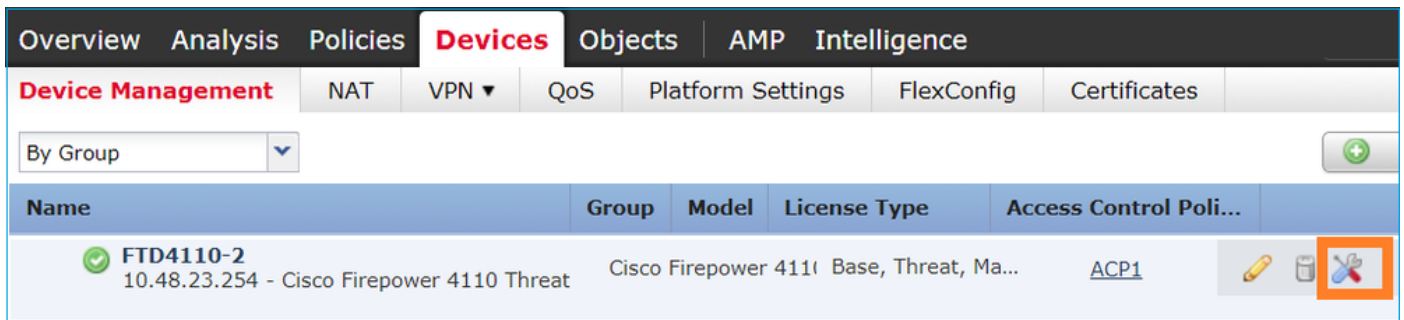 Overview Analysis Policies Devices Objects AMP Intelligence
Device Management NAT VPN ▼ QoS Platform Settings FlexConfig Certificates
By Group
Name Group Model License Type Access Control Poli...
FTD4110-2
10.48.23.254 - Cisco Firepower 4110 Threat Cisco Firepower 411 Base, Threat, Ma... ACP1